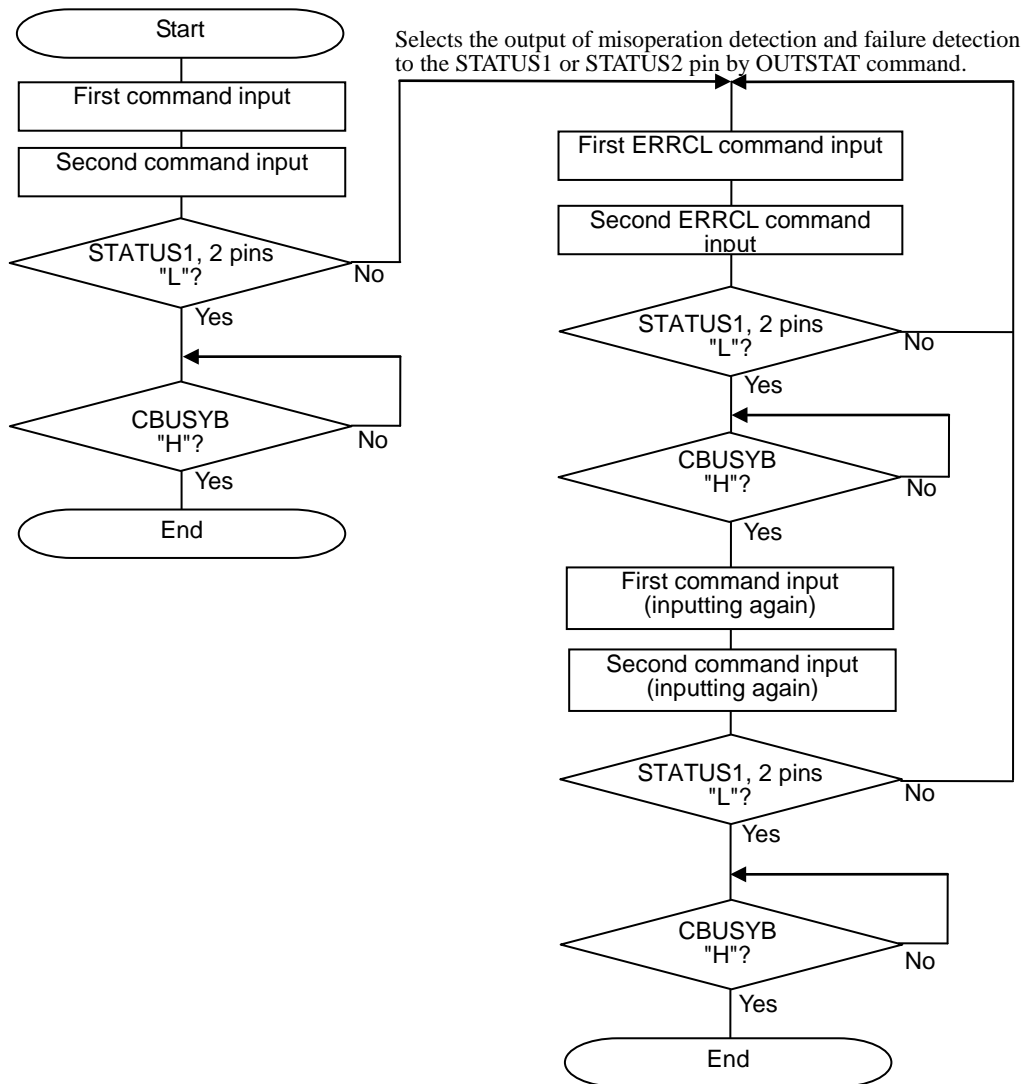 Start
First command input
Second command input
STATUS1, 2 pins
"L"?
No
Yes
CBUSYB
"H"?
No
Yes
End
Selects the output of misoperation detection and failure detection
to the STATUS1 or STATUS2 pin by OUTSTAT command.
First ERRCL command input
Second ERRCL command
input
STATUS1, 2 pins
"L"?
No
Yes
CBUSYB
"H"?
No
Yes
First command input
(inputting again)
Second command input
(inputting again)
STATUS1, 2 pins
"L"?
No
Yes
CBUSYB
"H"?
No
Yes
End